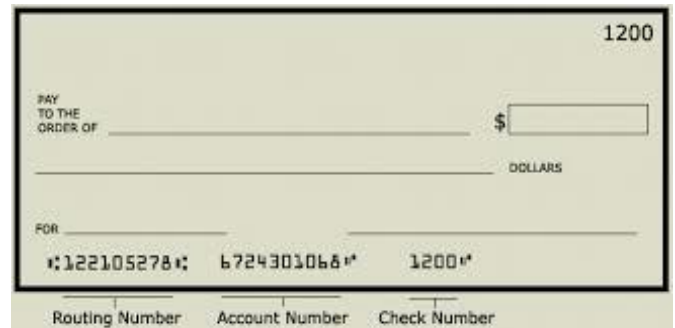 1200
PAY
TO THE
ORDER OF
$
DOLLARS
FOR
⑆122105278⑆ 6724301068⑈ 1200⑈
Routing Number Account Number Check Number